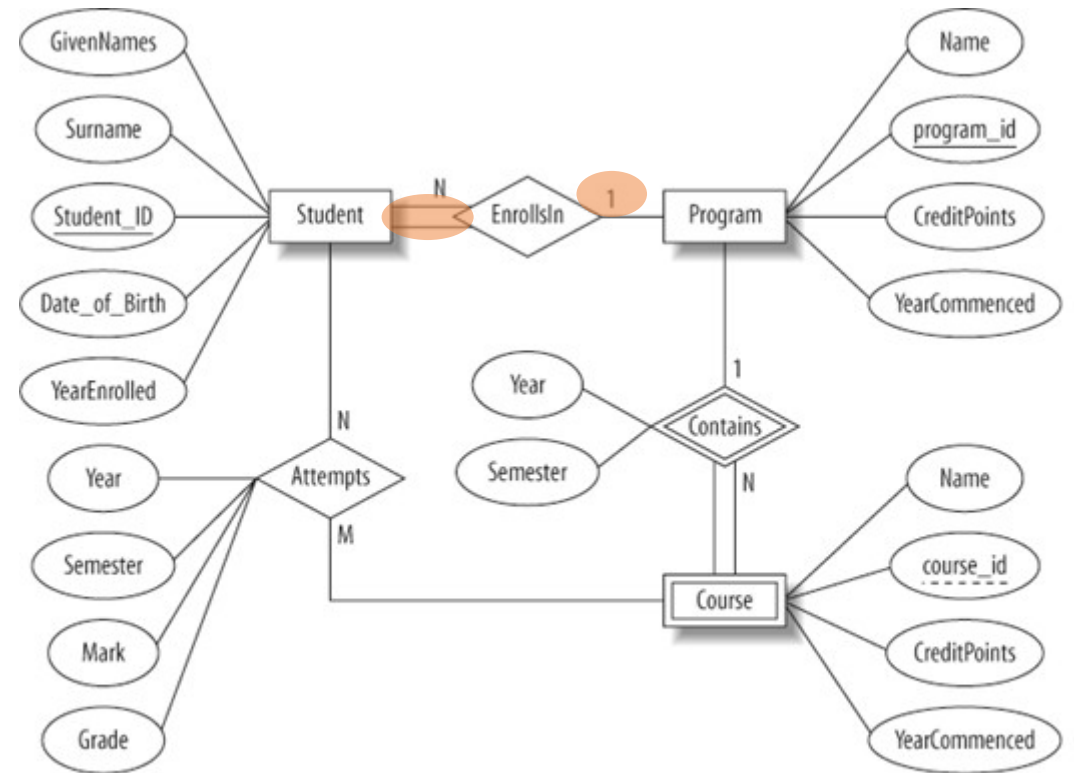 GivenNames
Name
Surname
program_id
Student_ID
Student
N
EnrollsIn
1
Program
CreditPoints
Date_of_Birth
YearCommenced
YearEnrolled
Year
1
Contains
Semester
N
N
Year
Attempts
M
Name
Semester
course_id
Course
Mark
CreditPoints
Grade
YearCommenced